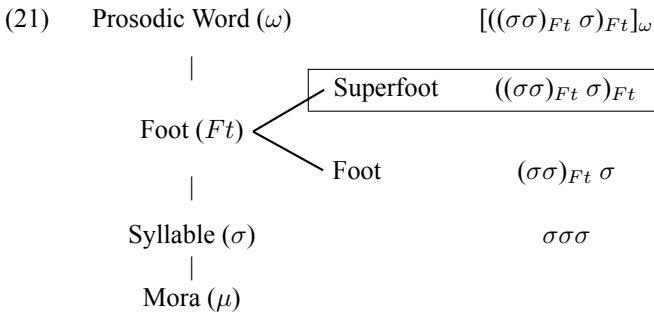 (21) Prosodic Word (ω) [((σσ)Ft σ)Ft]ω
Superfoot ((σσ)Ft σ)Ft
Foot (Ft)
Foot (σσ)Ft σ
Syllable (σ) σσσ
Mora (μ)